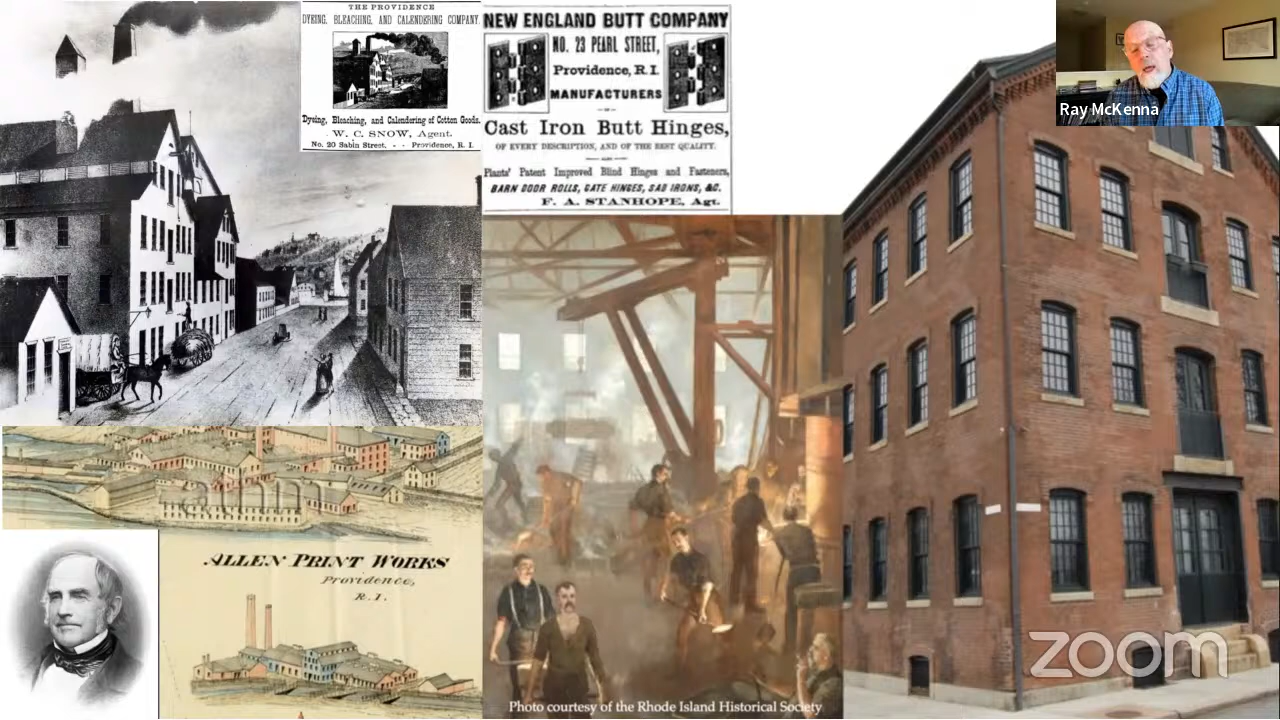 THE PROVIDENCE
DYEING, BLEACHING, AND CALENDERING COMPANY.
Dyeing, Bleaching, and Calendering of Cotton Goods.
W. C. SNOW, Agent.
No. 20 Sabin Street, - - Providence, R. I.
NEW ENGLAND BUTT COMPANY
NO. 23 PEARL STREET,
Providence, R. I.
MANUFACTURERS
OF
Cast Iron Butt Hinges,
OF EVERY DESCRIPTION, AND OF THE BEST QUALITY.
ALSO
Plants' Patent Improved Blind Hinges and Fasteners,
BARN DOOR ROLLS, GATE HINGES, SAD IRONS, &C.
F. A. STANHOPE, Agt.
Ray McKenna
ALLEN PRINT WORKS
Providence,
R. I.
Photo courtesy of the Rhode Island Historical Society
zoom